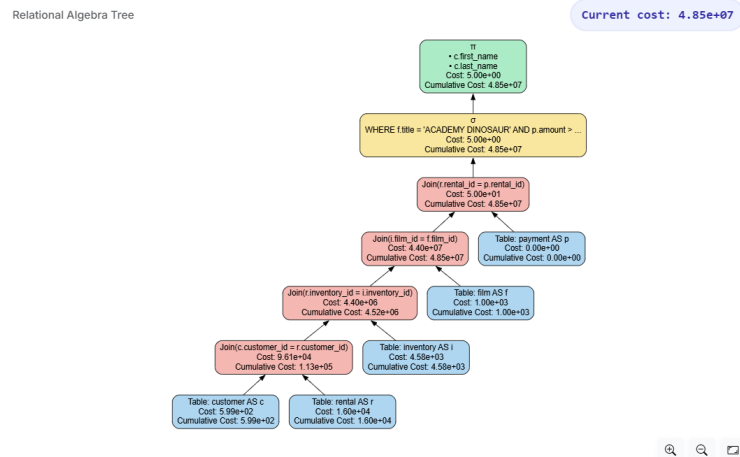 Relational Algebra Tree
Current cost: 4.85e+07
π
• c.first_name
• c.last_name
Cost: 5.00e+00
Cumulative Cost: 4.85e+07
σ
WHERE f.title = 'ACADEMY DINOSAUR' AND p.amount > ...
Cost: 5.00e+00
Cumulative Cost: 4.85e+07
Join(r.rental_id = p.rental_id)
Cost: 5.00e+01
Cumulative Cost: 4.85e+07
Join(i.film_id = f.film_id)
Cost: 4.40e+07
Cumulative Cost: 4.85e+07
Table: payment AS p
Cost: 0.00e+00
Cumulative Cost: 0.00e+00
Join(r.inventory_id = i.inventory_id)
Cost: 4.40e+06
Cumulative Cost: 4.52e+06
Table: film AS f
Cost: 1.00e+03
Cumulative Cost: 1.00e+03
Join(c.customer_id = r.customer_id)
Cost: 9.61e+04
Cumulative Cost: 1.13e+05
Table: inventory AS i
Cost: 4.58e+03
Cumulative Cost: 4.58e+03
Table: customer AS c
Cost: 5.99e+02
Cumulative Cost: 5.99e+02
Table: rental AS r
Cost: 1.60e+04
Cumulative Cost: 1.60e+04